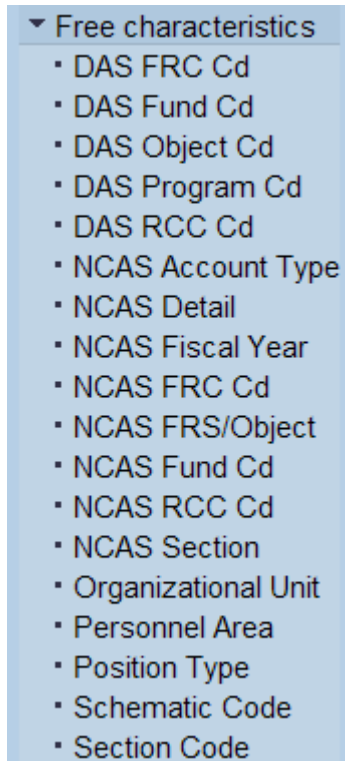 Free characteristics
DAS FRC Cd
DAS Fund Cd
DAS Object Cd
DAS Program Cd
DAS RCC Cd
NCAS Account Type
NCAS Detail
NCAS Fiscal Year
NCAS FRC Cd
NCAS FRS/Object
NCAS Fund Cd
NCAS RCC Cd
NCAS Section
Organizational Unit
Personnel Area
Position Type
Schematic Code
Section Code